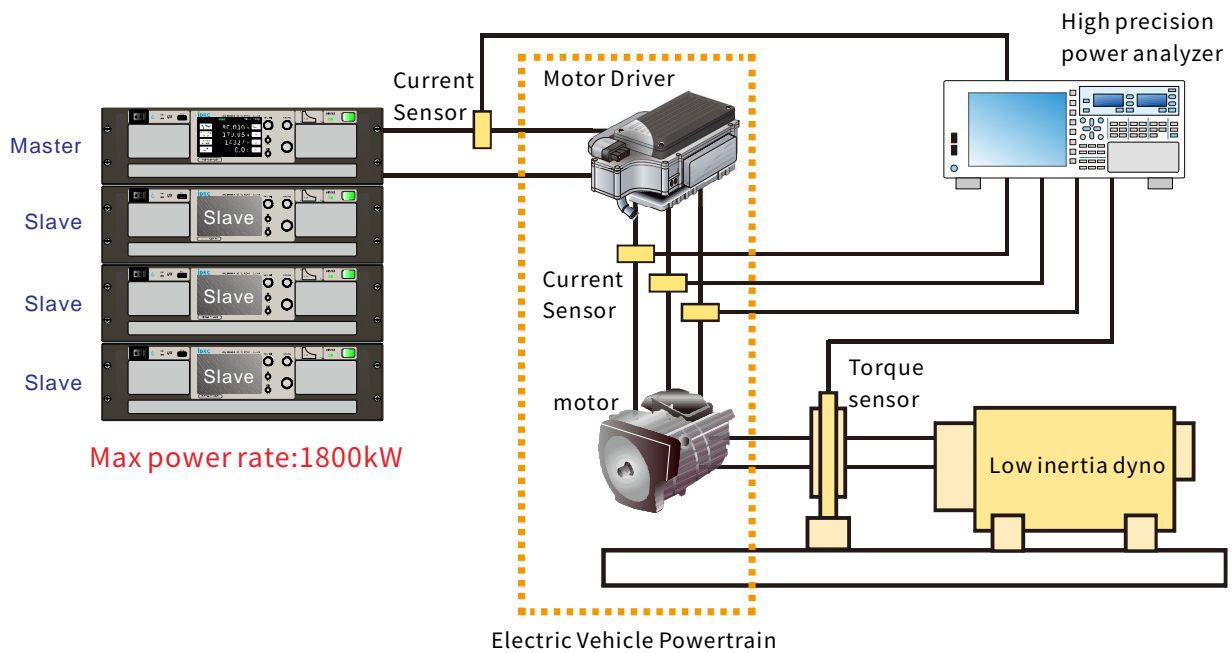 High precision
power analyzer
Current
Sensor
Motor Driver
Master
Slave
Slave
Slave
Slave
Slave
Slave
Current
Sensor
Torque
sensor
motor
Low inertia dyno
Max power rate:1800kW
Electric Vehicle Powertrain